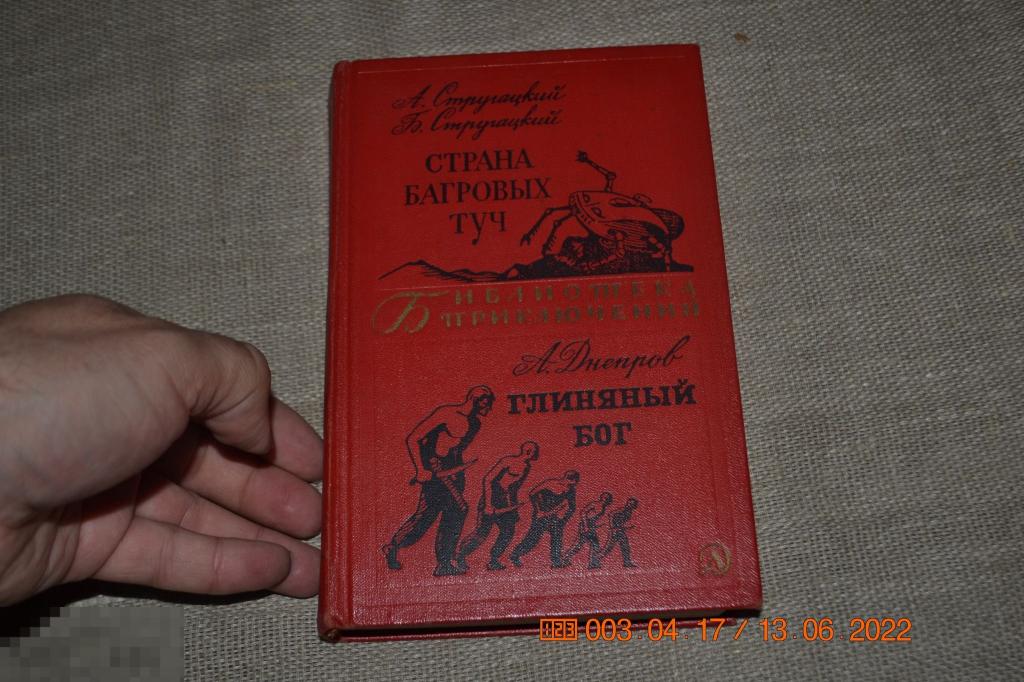 А. Стругацкий
Б. Стругацкий
СТРАНА
БАГРОВЫХ
ТУЧ
БИБЛИОТЕКА
ПРИКЛЮЧЕНИЙ
А. Днепров
ГЛИНЯНЫЙ
БОГ
003.04.17 / 13.06.2022